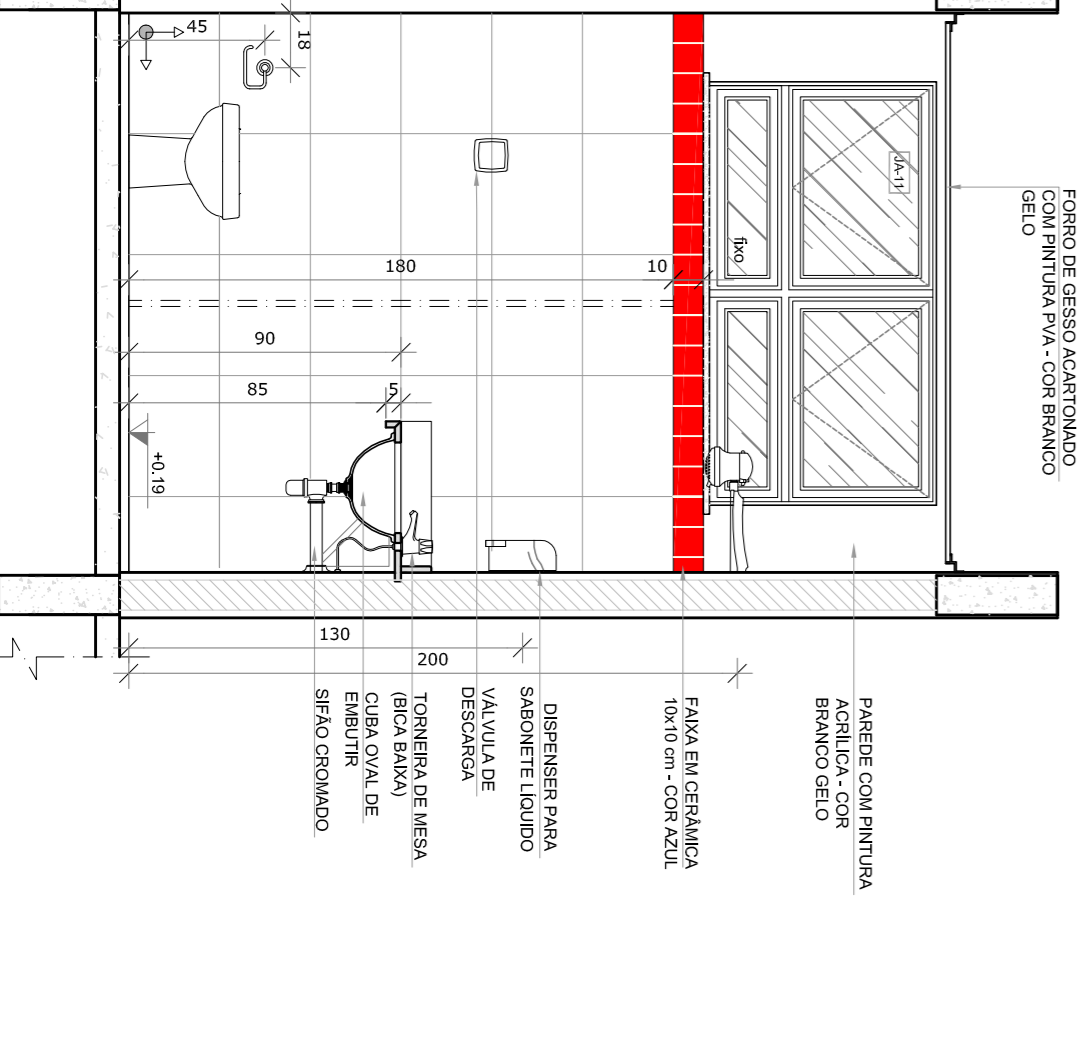 FORRO DE GESSO ACARTONADO
COM PINTURA PVA - COR BRANCO
GELO
PAREDE COM PINTURA
ACRÍLICA - COR
BRANCO GELO
FAIXA EM CERÂMICA
10x10 cm - COR AZUL
DISPENSER PARA
SABONETE LÍQUIDO
VÁLVULA DE
DESCARGA
TORNEIRA DE MESA
(BICA BAIXA)
CUBA OVAL DE
EMBUTIR
SIFÃO CROMADO
JA-11
fixo
45
18
180
10
90
85
5
+0.19
130
200